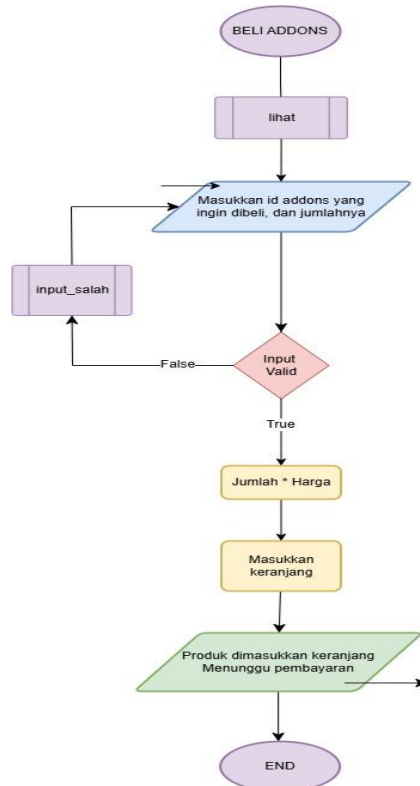 BELI ADDONS
lihat
Masukkan id addons yang
ingin dibeli, dan jumlahnya
input_salah
Input
Valid
False
True
Jumlah * Harga
Masukkan
keranjang
Produk dimasukkan keranjang
Menunggu pembayaran
END